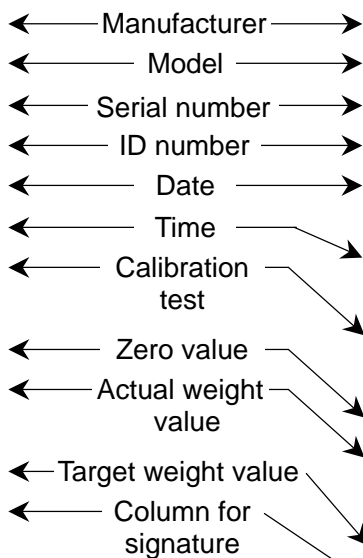 Manufacturer
Model
Serial number
ID number
Date
Time
Calibration
test
Zero value
Actual weight
value
Target weight value
Column for
signature